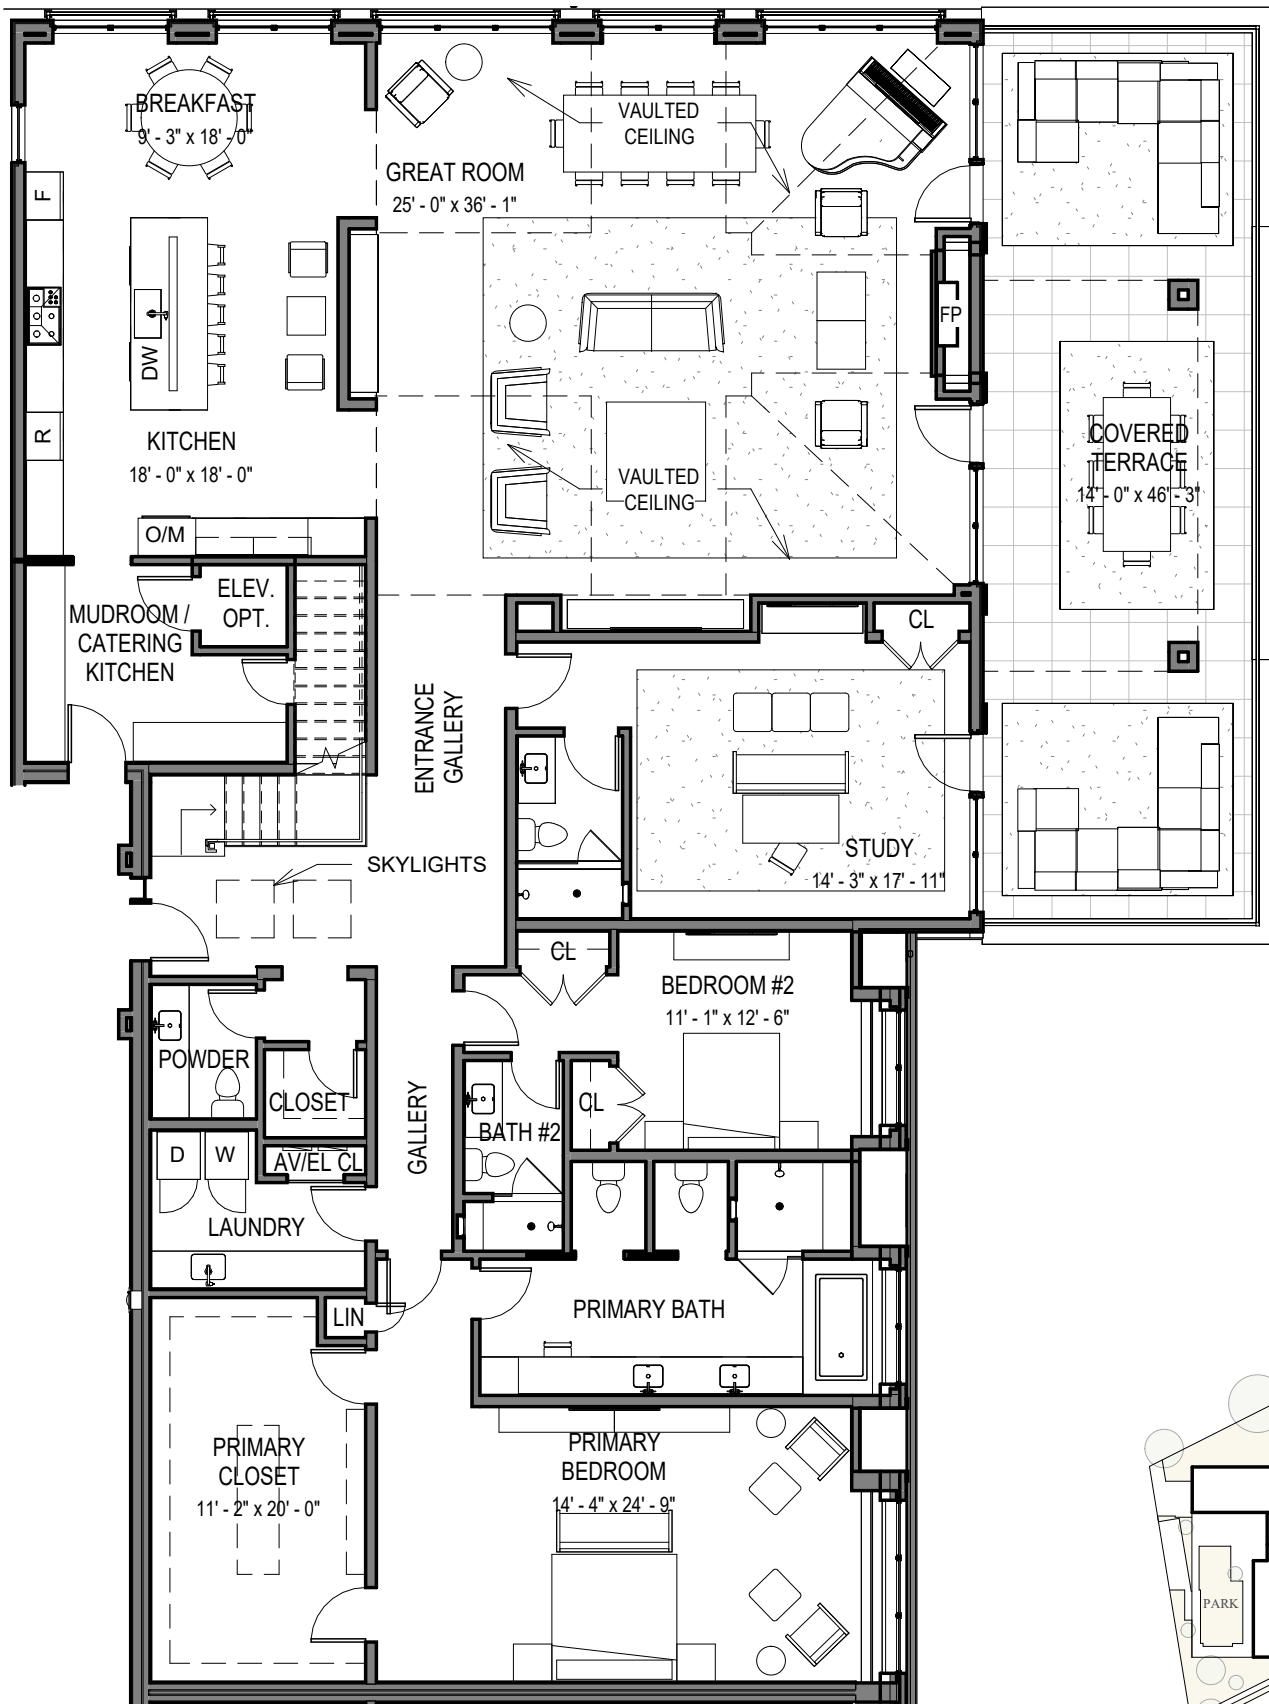 BREAKFAST
9' - 3" x 18' - 0"
VAULTED
CEILING
GREAT ROOM
25' - 0" x 36' - 1"
F
DW
R
FP
KITCHEN
18' - 0" x 18' - 0"
COVERED
TERRACE
14' - 0" x 46' - 3"
VAULTED
CEILING
O/M
ELEV.
OPT.
MUDROOM /
CATERING
KITCHEN
CL
ENTRANCE
GALLERY
STUDY
14' - 3" x 17' - 11"
SKYLIGHTS
CL
BEDROOM #2
11' - 1" x 12' - 6"
POWDER
CLOSET
GALLERY
CL
BATH #2
D
W
AV/EL CL
LAUNDRY
LIN
PRIMARY BATH
PRIMARY
CLOSET
11' - 2" x 20' - 0"
PRIMARY
BEDROOM
14' - 4" x 24' - 9"
PARK